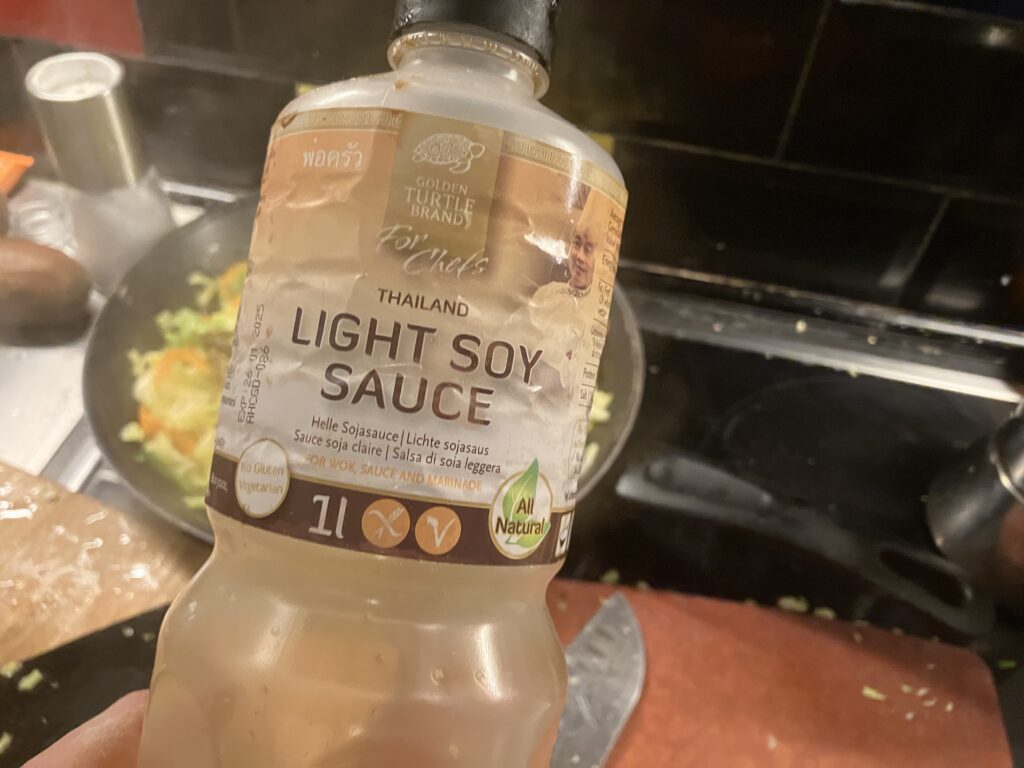 พ่อครัว
GOLDEN
TURTLE
BRAND
For
Chefs
THAILAND
LIGHT SOY
SAUCE
Helle Sojasauce | Lichte sojasaus
Sauce soja claire | Salsa di soia leggera
FOR WOK, SAUCE AND MARINADE
EXP: 26 01 2025
No Gluten
Vegetarian
1l
All
Natural